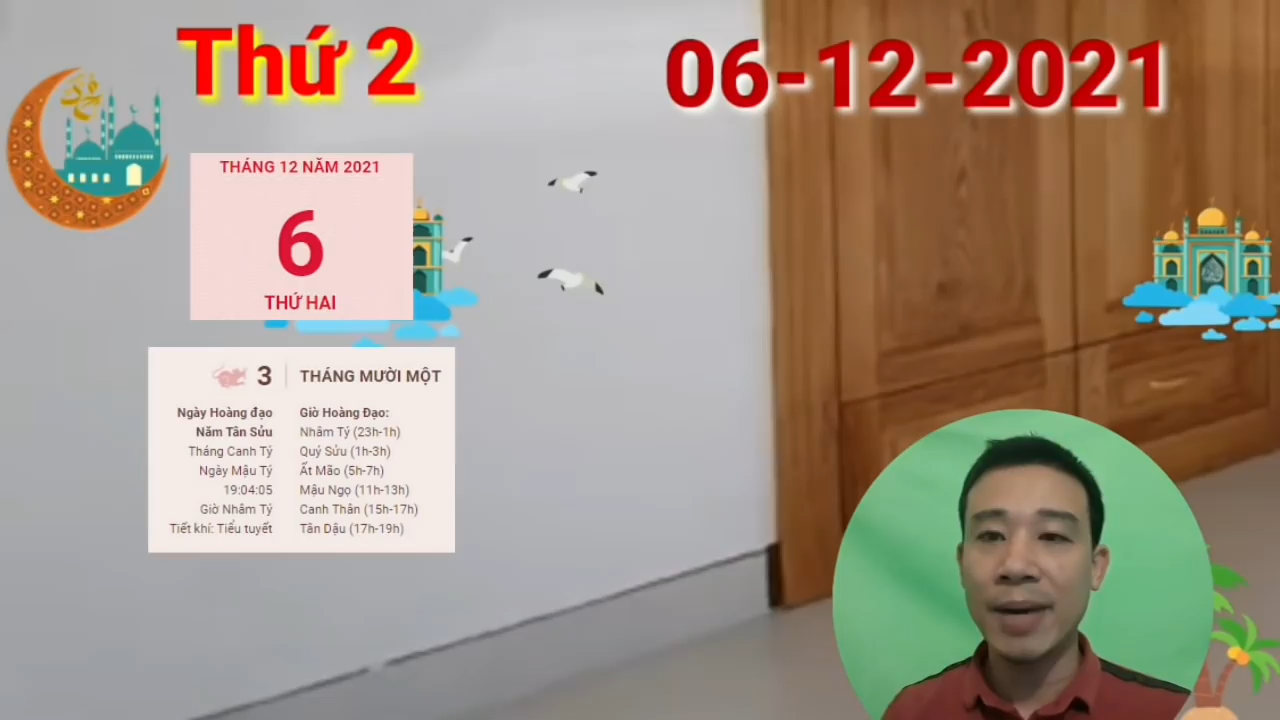 Thứ 2
06-12-2021
THÁNG 12 NĂM 2021
6
THỨ HAI
3
THÁNG MƯỜI MỘT
Ngày Hoàng đạo
Năm Tân Sửu
Tháng Canh Tý
Ngày Mậu Tý
19:04:05
Giờ Nhâm Tý
Tiết khí: Tiểu tuyết
Giờ Hoàng Đạo:
Nhâm Tý (23h-1h)
Quý Sửu (1h-3h)
Ất Mão (5h-7h)
Mậu Ngọ (11h-13h)
Canh Thân (15h-17h)
Tân Dậu (17h-19h)